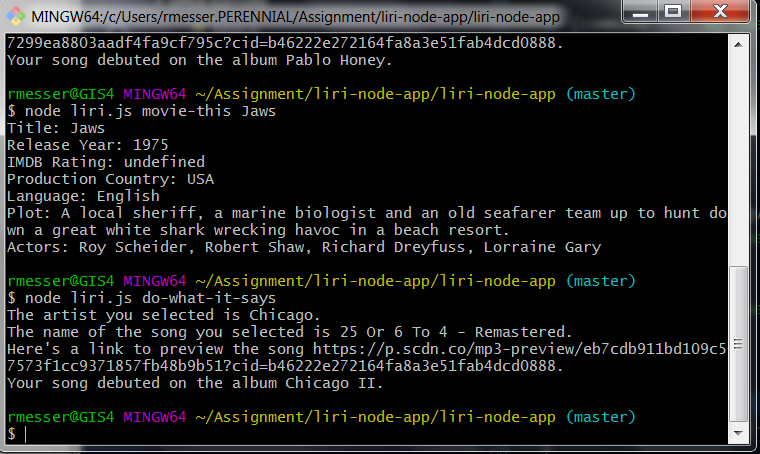 MINGW64:/c/Users/rmesser.PERENNIAL/Assignment/liri-node-app/liri-node-app
7299ea8803aadf4fa9cf795c?cid=b46222e272164fa8a3e51fab4dcd0888.
Your song debuted on the album Pablo Honey.
rmesser@GIS4 MINGW64 ~/Assignment/liri-node-app/liri-node-app (master)
$ node liri.js movie-this Jaws
Title: Jaws
Release Year: 1975
IMDB Rating: undefined
Production Country: USA
Language: English
Plot: A local sheriff, a marine biologist and an old seafarer team up to hunt do
wn a great white shark wrecking havoc in a beach resort.
Actors: Roy Scheider, Robert Shaw, Richard Dreyfuss, Lorraine Gary
rmesser@GIS4 MINGW64 ~/Assignment/liri-node-app/liri-node-app (master)
$ node liri.js do-what-it-says
The artist you selected is Chicago.
The name of the song you selected is 25 Or 6 To 4 - Remastered.
Here's a link to preview the song https://p.scdn.co/mp3-preview/eb7cdb911bd109c5
7573f1cc9371857fb48b9b51?cid=b46222e272164fa8a3e51fab4dcd0888.
Your song debuted on the album Chicago II.
rmesser@GIS4 MINGW64 ~/Assignment/liri-node-app/liri-node-app (master)
$